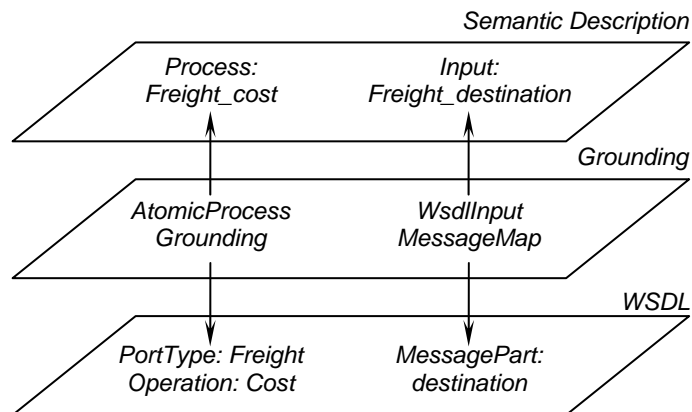 Semantic Description
Process: Input:
Freight_cost Freight_destination
Grounding
AtomicProcess WsdlInput
Grounding MessageMap
WSDL
PortType: Freight MessagePart:
Operation: Cost destination